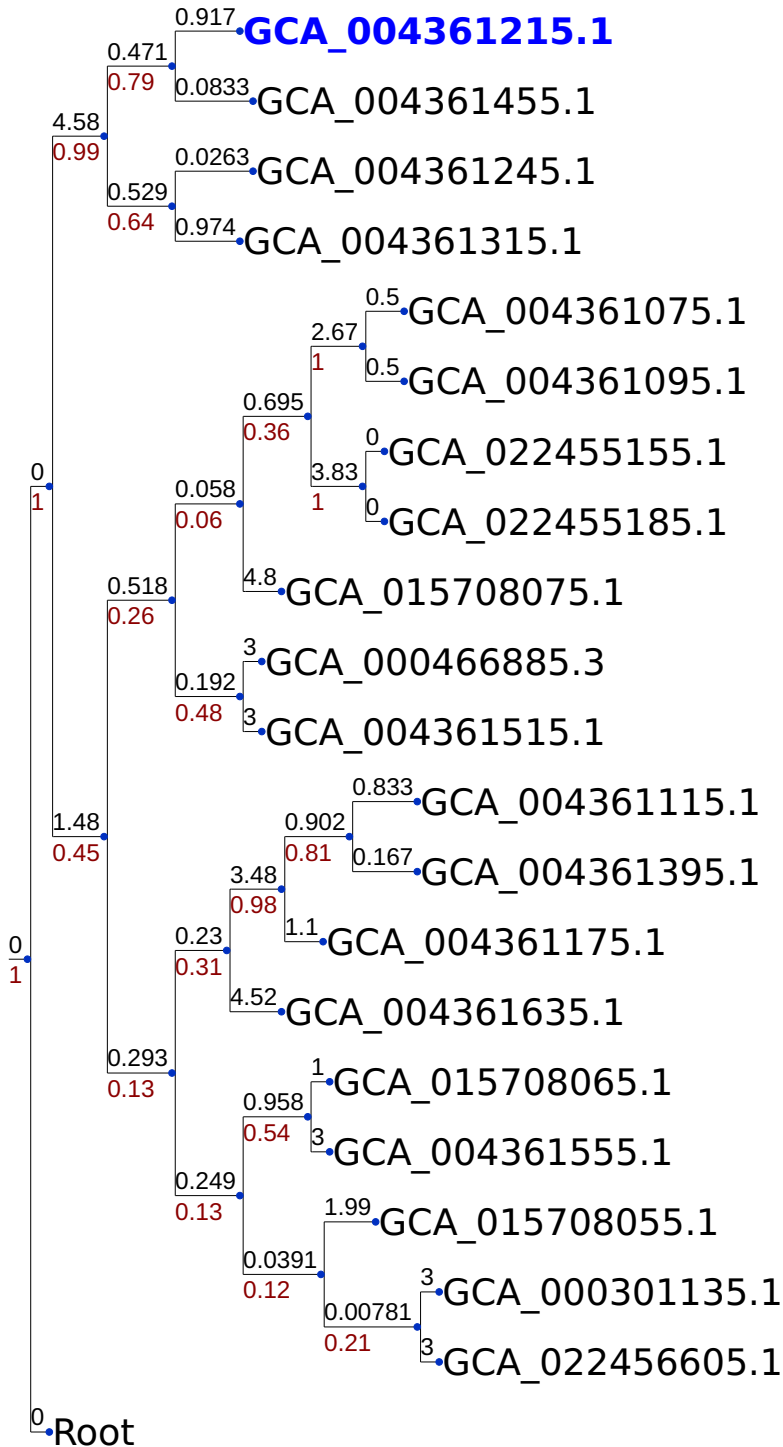 0.917
GCA_004361215.1
0.471
0.79
0.0833
GCA_004361455.1
4.58
0.99
0.0263
GCA_004361245.1
0.529
0.64
0.974
GCA_004361315.1
0.5
GCA_004361075.1
2.67
1
0.5
GCA_004361095.1
0.695
0.36
0
GCA_022455155.1
3.83
1
0
GCA_022455185.1
0
1
0.058
0.06
4.8
GCA_015708075.1
0.518
0.26
3
GCA_000466885.3
0.192
0.48
3
GCA_004361515.1
0.833
GCA_004361115.1
1.48
0.45
0.902
0.81
0.167
GCA_004361395.1
3.48
0.98
1.1
GCA_004361175.1
0
1
0.23
0.31
4.52
GCA_004361635.1
0.293
0.13
1
GCA_015708065.1
0.958
0.54
3
GCA_004361555.1
0.249
0.13
1.99
GCA_015708055.1
0.0391
0.12
3
GCA_000301135.1
0.00781
0.21
3
GCA_022456605.1
0
Root